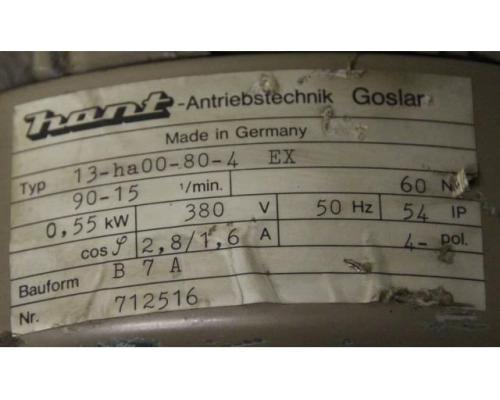 hant -Antriebstechnik Goslar
Made in Germany
Typ 13-ha00-80-4 EX
90-15 1/min. 60 N
0,55 kW 380 V 50 Hz 54 IP
cos φ 2,8/1,6 A 4- pol.
Bauform B 7 A
Nr. 712516